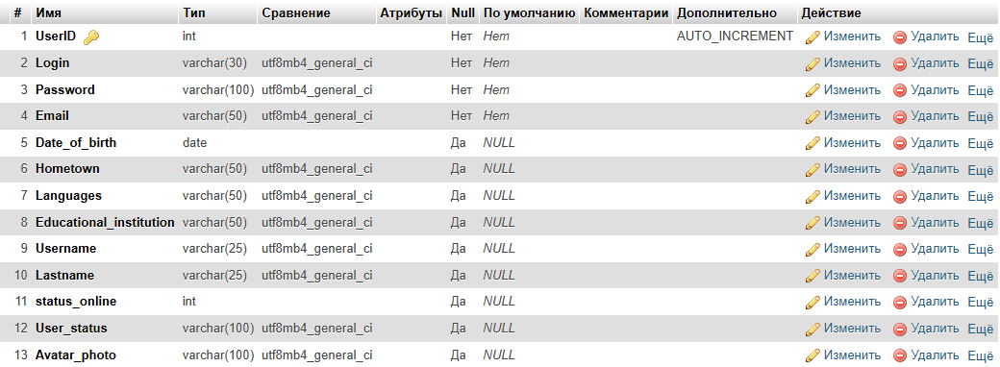 # Имя Тип Сравнение Атрибуты Null По умолчанию Комментарии Дополнительно Действие
1 UserID int Нет Нет AUTO_INCREMENT Изменить Удалить Ещё
2 Login varchar(30) utf8mb4_general_ci Нет Нет Изменить Удалить Ещё
3 Password varchar(100) utf8mb4_general_ci Нет Нет Изменить Удалить Ещё
4 Email varchar(50) utf8mb4_general_ci Нет Нет Изменить Удалить Ещё
5 Date_of_birth date Да NULL Изменить Удалить Ещё
6 Hometown varchar(50) utf8mb4_general_ci Да NULL Изменить Удалить Ещё
7 Languages varchar(50) utf8mb4_general_ci Да NULL Изменить Удалить Ещё
8 Educational_institution varchar(50) utf8mb4_general_ci Да NULL Изменить Удалить Ещё
9 Username varchar(25) utf8mb4_general_ci Да NULL Изменить Удалить Ещё
10 Lastname varchar(25) utf8mb4_general_ci Да NULL Изменить Удалить Ещё
11 status_online int Да NULL Изменить Удалить Ещё
12 User_status varchar(100) utf8mb4_general_ci Да NULL Изменить Удалить Ещё
13 Avatar_photo varchar(100) utf8mb4_general_ci Да NULL Изменить Удалить Ещё